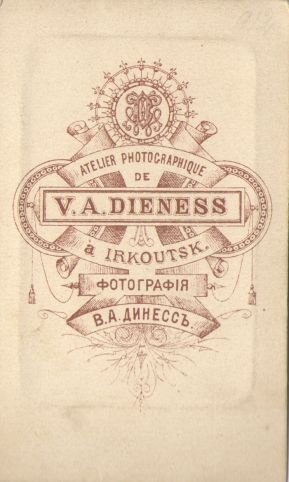 ATELIER PHOTOGRAPHIQUE
DE
V. A. DIENESS
à IRKOUTSK.
ФОТОГРАФІЯ
В. А. ДИНЕССЪ.